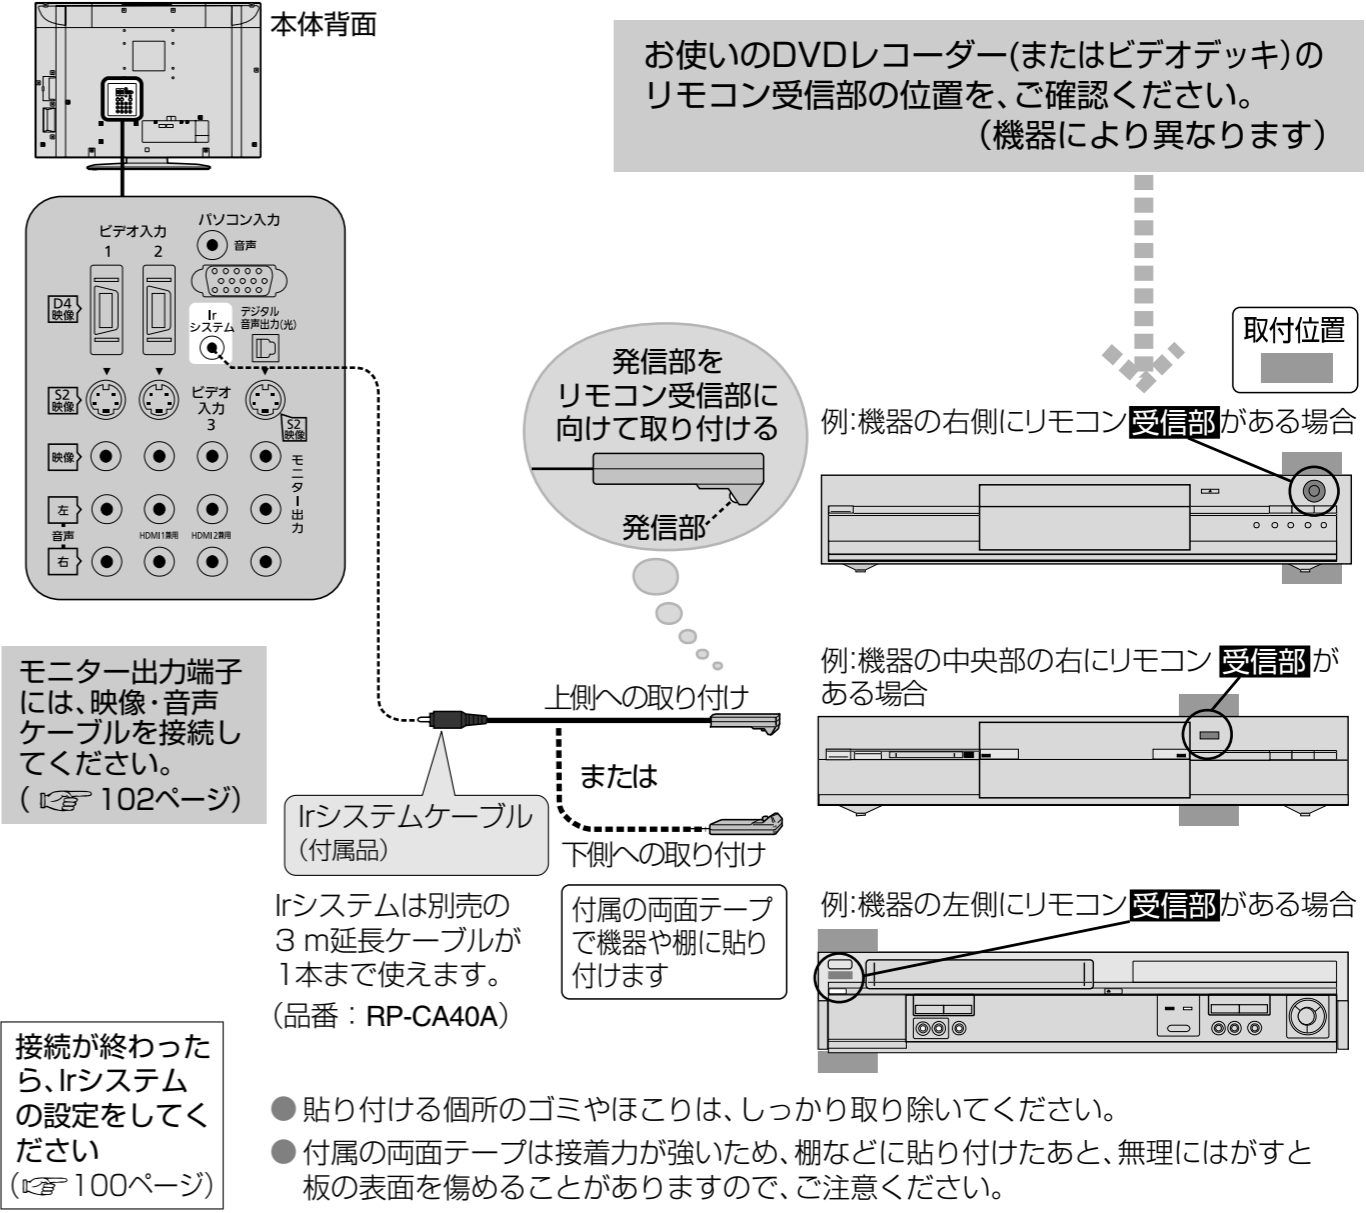 本体背面
お使いのDVDレコーダー(またはビデオデッキ)の
リモコン受信部の位置を、ご確認ください。
(機器により異なります)
パソコン入力
ビデオ入力
1
2
音声
D4
映像
Ir
システム
デジタル
音声出力(光)
S2
映像
ビデオ
入力
3
S2
映像
映像
モニター出力
左
音声
HDMI1兼用
HDMI2兼用
右
取付位置
発信部を
リモコン受信部に
向けて取り付ける
発信部
例:機器の右側にリモコン受信部がある場合
モニター出力端子
には、映像・音声
ケーブルを接続し
てください。
(☞102ページ)
例:機器の中央部の右にリモコン受信部が
ある場合
上側への取り付け
または
Irシステムケーブル
(付属品)
下側への取り付け
Irシステムは別売の
3 m延長ケーブルが
1本まで使えます。
(品番：RP-CA40A)
付属の両面テープ
で機器や棚に貼り
付けます
例:機器の左側にリモコン受信部がある場合
接続が終わった
ら、Irシステム
の設定をしてく
ださい
(☞100ページ)
●貼り付ける個所のゴミやほこりは、しっかり取り除いてください。
●付属の両面テープは接着力が強いため、棚などに貼り付けたあと、無理にはがすと
板の表面を傷めることがありますので、ご注意ください。